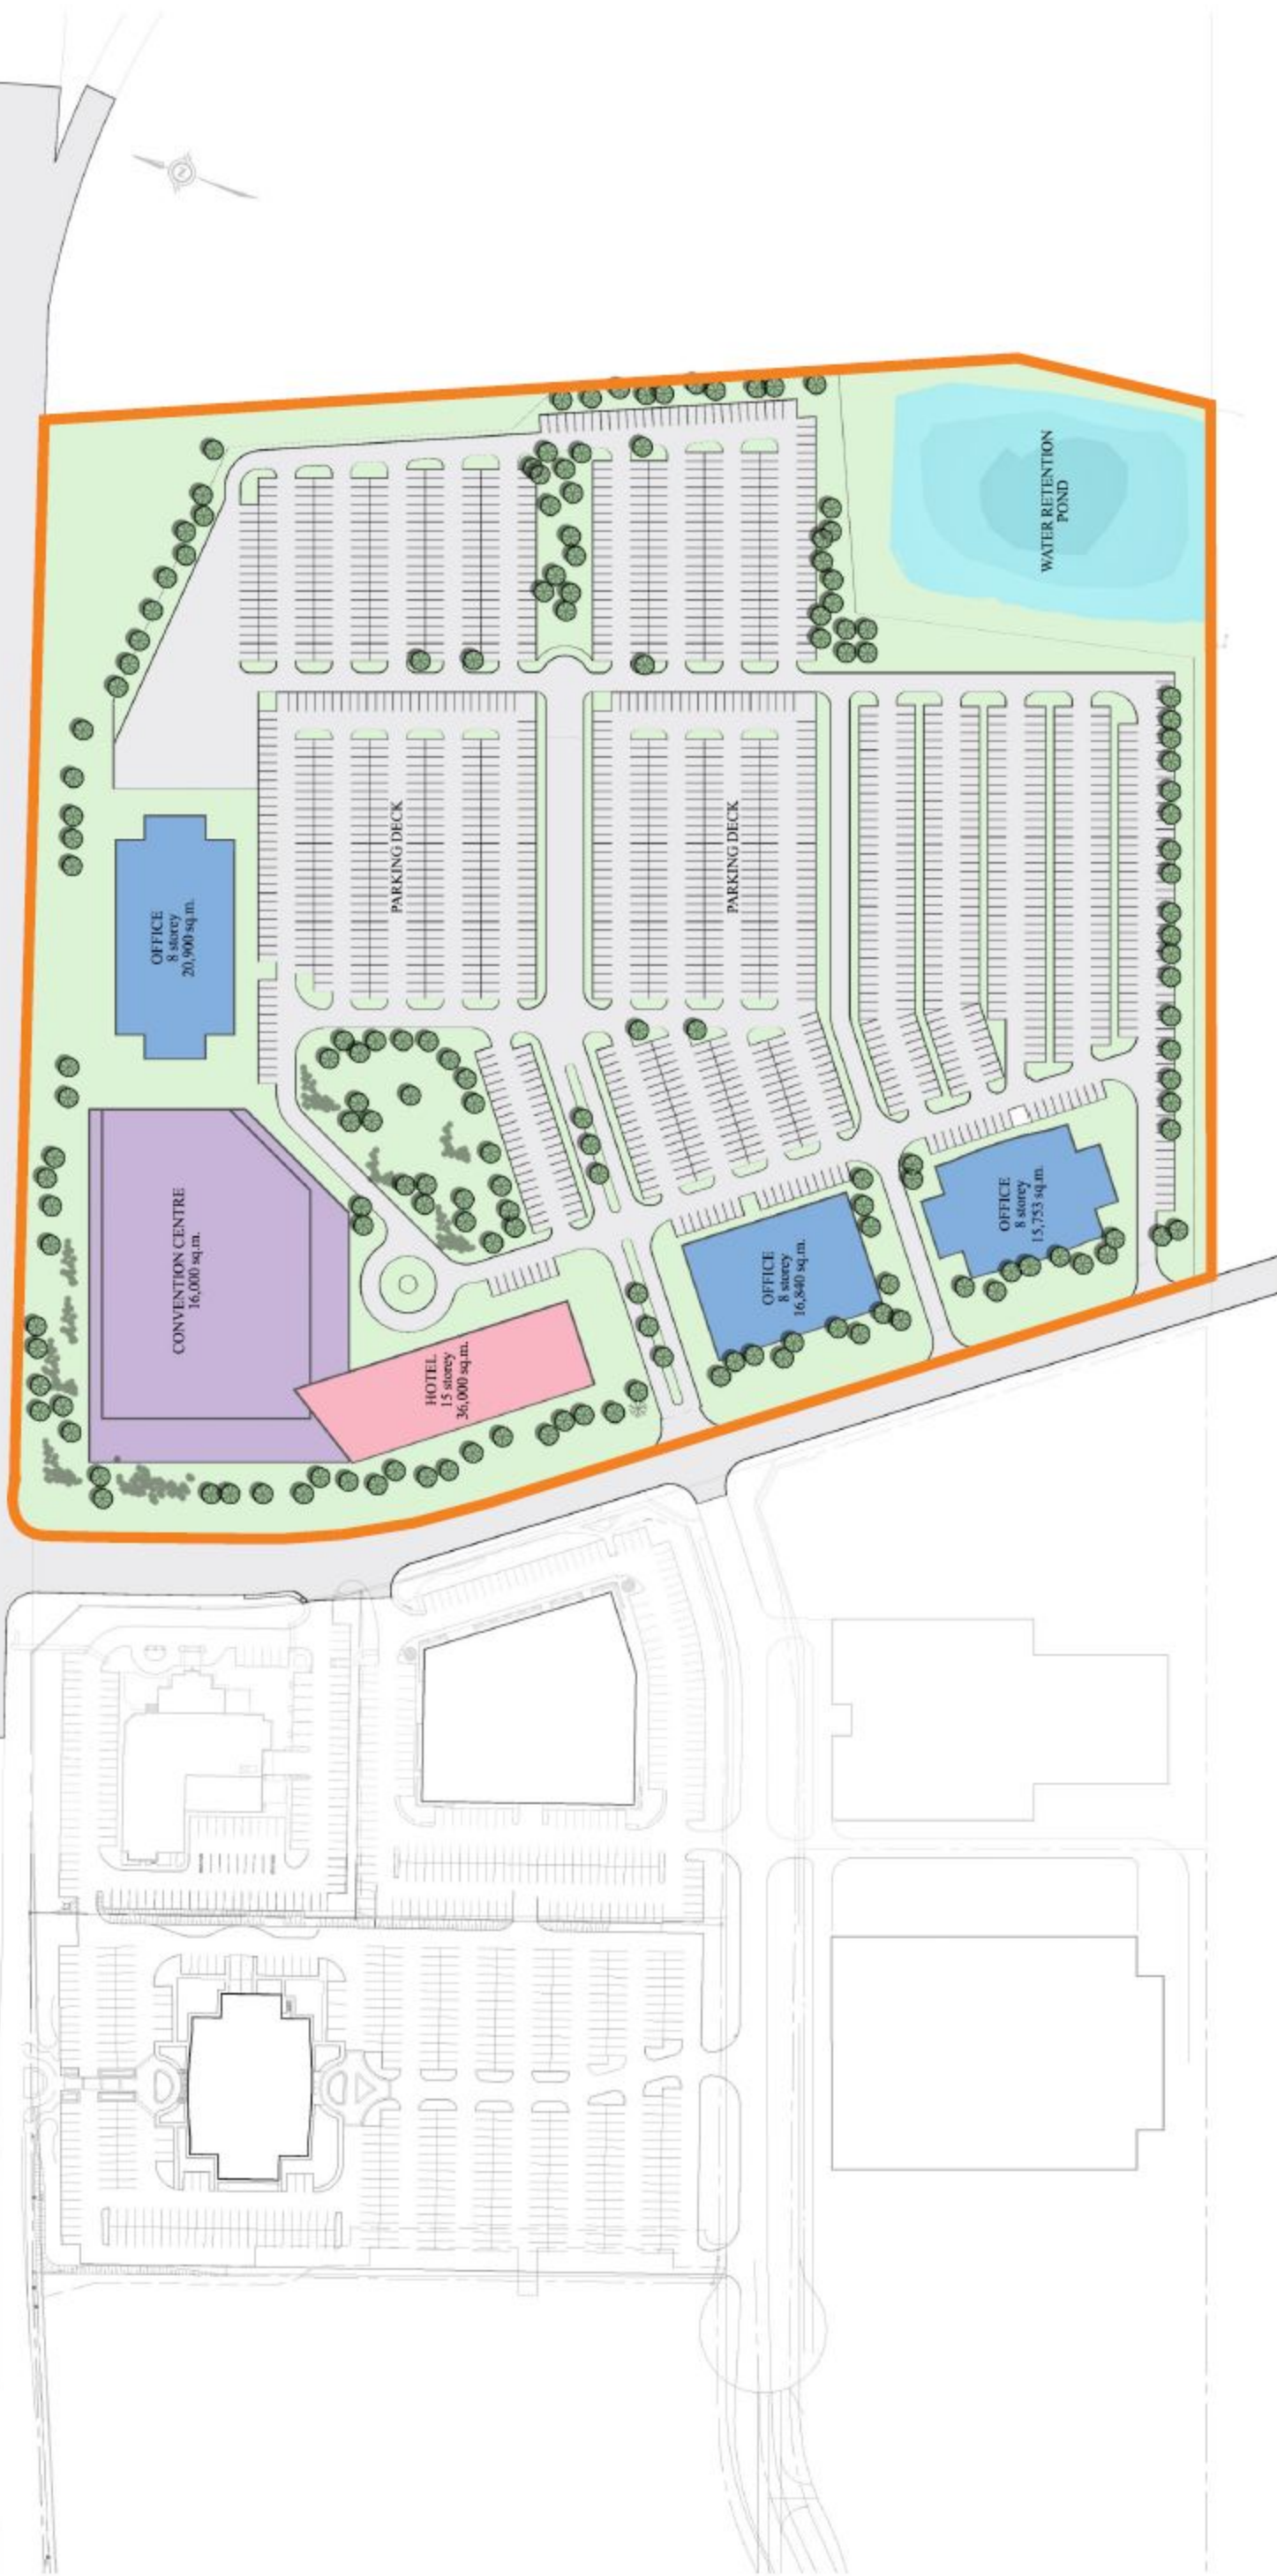 N
WATER RETENTION
POND
PARKING DECK
PARKING DECK
OFFICE
8 storey
20,900 sq.m.
CONVENTION CENTRE
16,000 sq.m.
OFFICE
8 storey
15,753 sq.m.
OFFICE
8 storey
16,840 sq.m.
HOTEL
15 storey
36,000 sq.m.